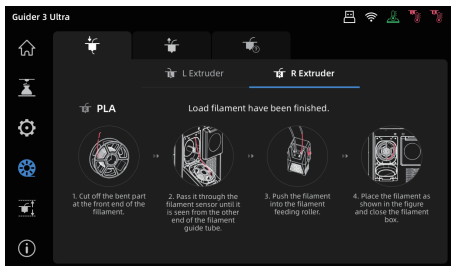 Guider 3 Ultra
L Extruder
R Extruder
PLA
Load filament have been finished.
1. Cut off the bent part
at the front end of the
fillament.
2. Pass it through the
filament sensor until it
is seen from the other
end of the filament
guide tube.
3. Push the filament
into the filament
feeding roller.
4. Place the filament as
shown in the figure
and close the filament
box.